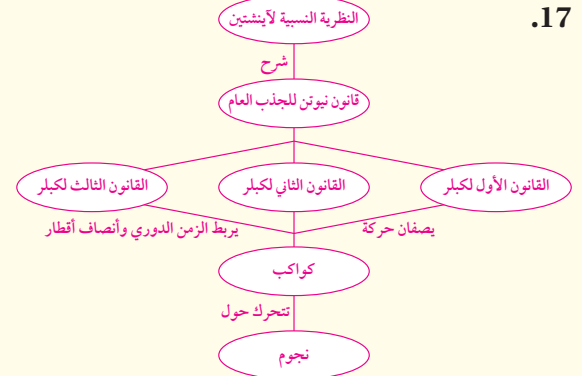 .17
النظرية النسبية لآينشتين
شرح
قانون نيوتن للجذب العام
القانون الأول لكبلر
القانون الثاني لكبلر
القانون الثالث لكبلر
يصفان حركة
يربط الزمن الدوري وأنصاف أقطار
كواكب
تتحرك حول
نجوم